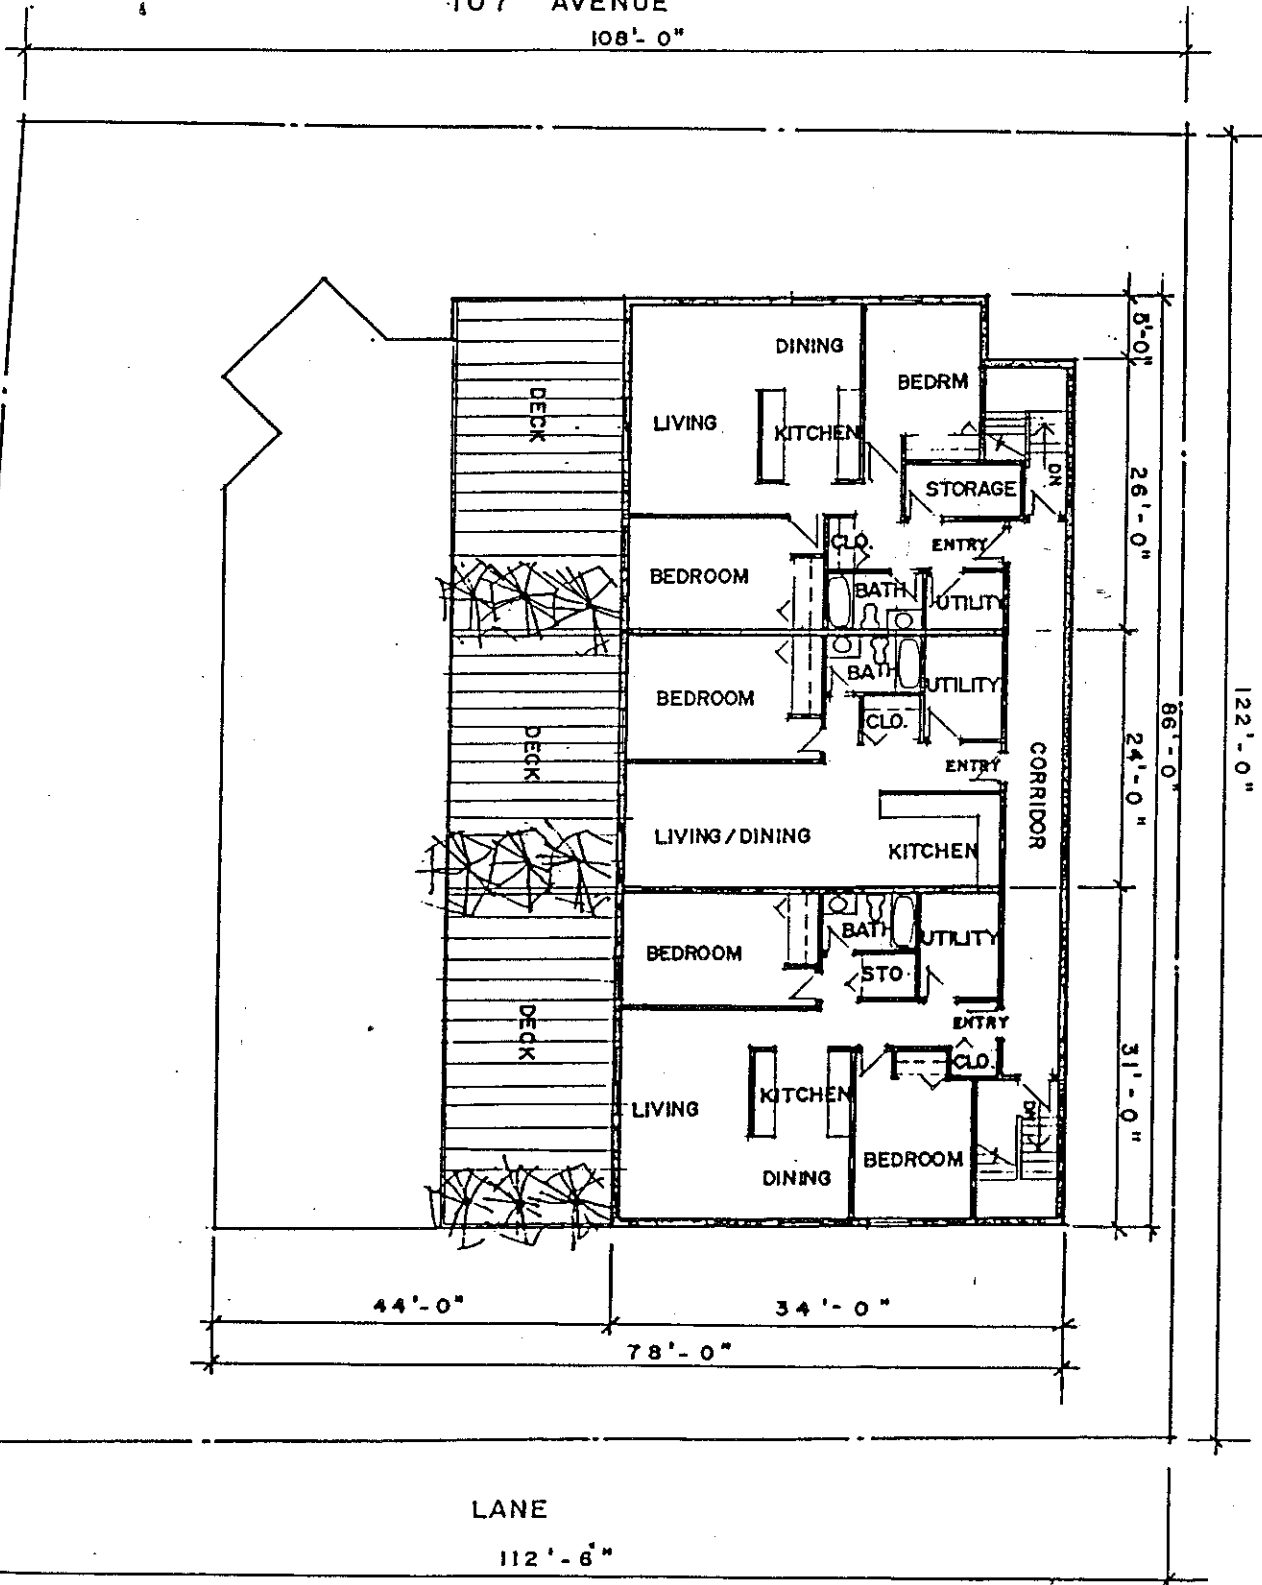 107 AVENUE
108'-0"
DINING
BEDRM
LIVING
KITCHEN
DECK
STORAGE
DN
CLO.
ENTRY
BEDROOM
BATH
UTILITY
5'-0"
26'-0"
BEDROOM
BATH
UTILITY
CLO.
DECK
ENTRY
CORRIDOR
24'-0"
86'-0"
122'-0"
LIVING/DINING
KITCHEN
BEDROOM
BATH
UTILITY
STO
DECK
ENTRY
CLO.
LIVING
KITCHEN
DN
31'-0"
DINING
BEDROOM
44'-0"
34'-0"
78'-0"
LANE
112'-6"